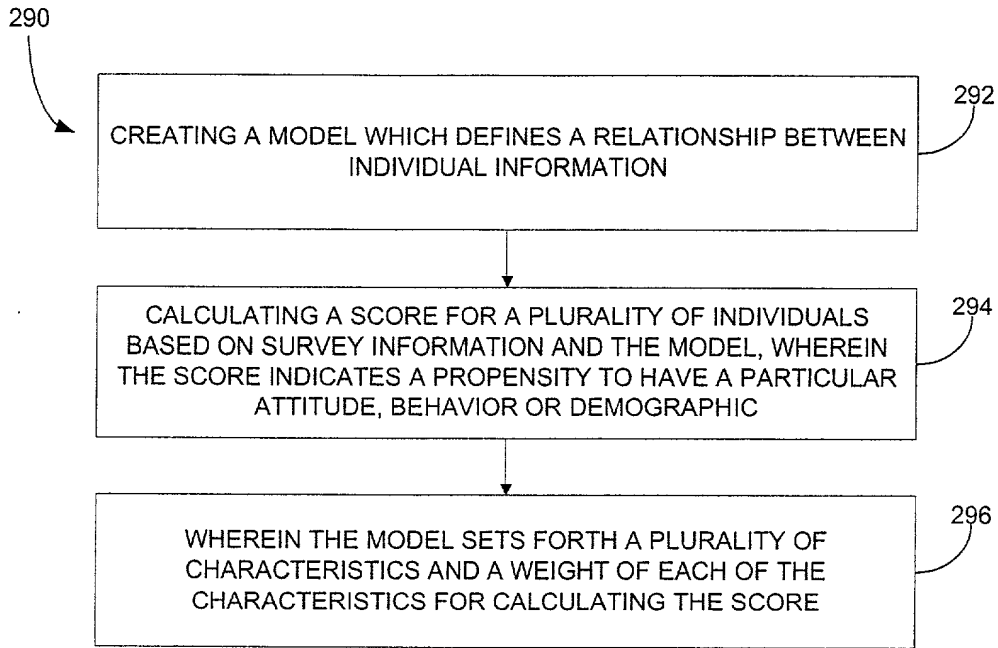 290
292
CREATING A MODEL WHICH DEFINES A RELATIONSHIP BETWEEN
INDIVIDUAL INFORMATION
294
CALCULATING A SCORE FOR A PLURALITY OF INDIVIDUALS
BASED ON SURVEY INFORMATION AND THE MODEL, WHEREIN
THE SCORE INDICATES A PROPENSITY TO HAVE A PARTICULAR
ATTITUDE, BEHAVIOR OR DEMOGRAPHIC
296
WHEREIN THE MODEL SETS FORTH A PLURALITY OF
CHARACTERISTICS AND A WEIGHT OF EACH OF THE
CHARACTERISTICS FOR CALCULATING THE SCORE